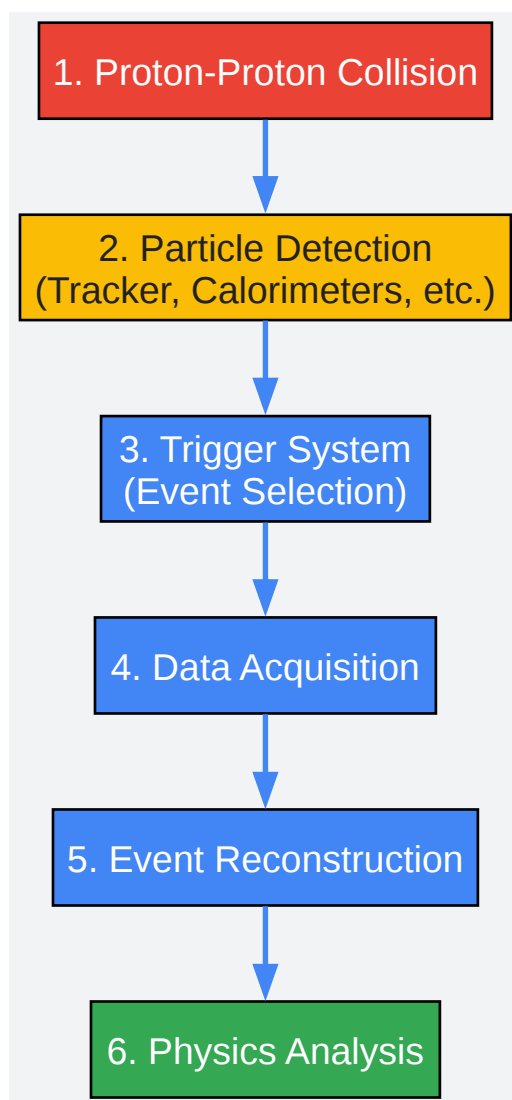 1. Proton-Proton Collision
2. Particle Detection
(Tracker, Calorimeters, etc.)
3. Trigger System
(Event Selection)
4. Data Acquisition
5. Event Reconstruction
6. Physics Analysis